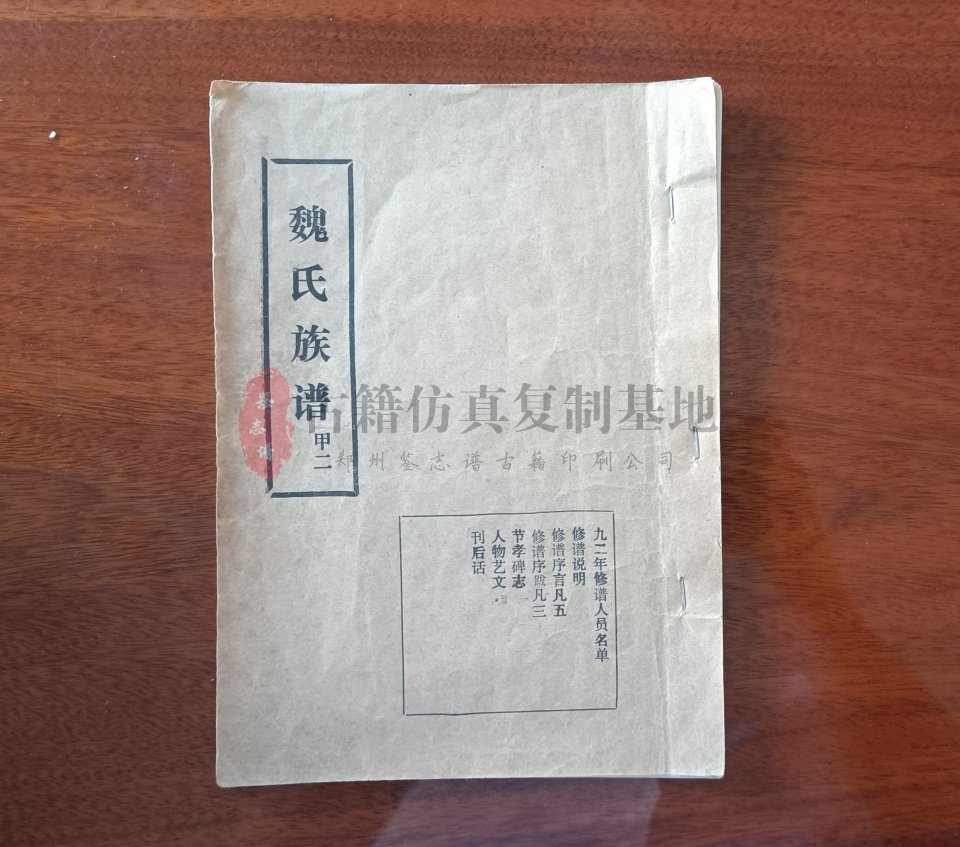 魏氏族谱 甲二
九二年修谱人员名单
修谱说明
修谱序言凡五
修谱序跋凡三
节孝碑志
人物艺文
刊后话
古籍仿真复制基地
郑州鉴志谱古籍印刷公司
鉴志谱